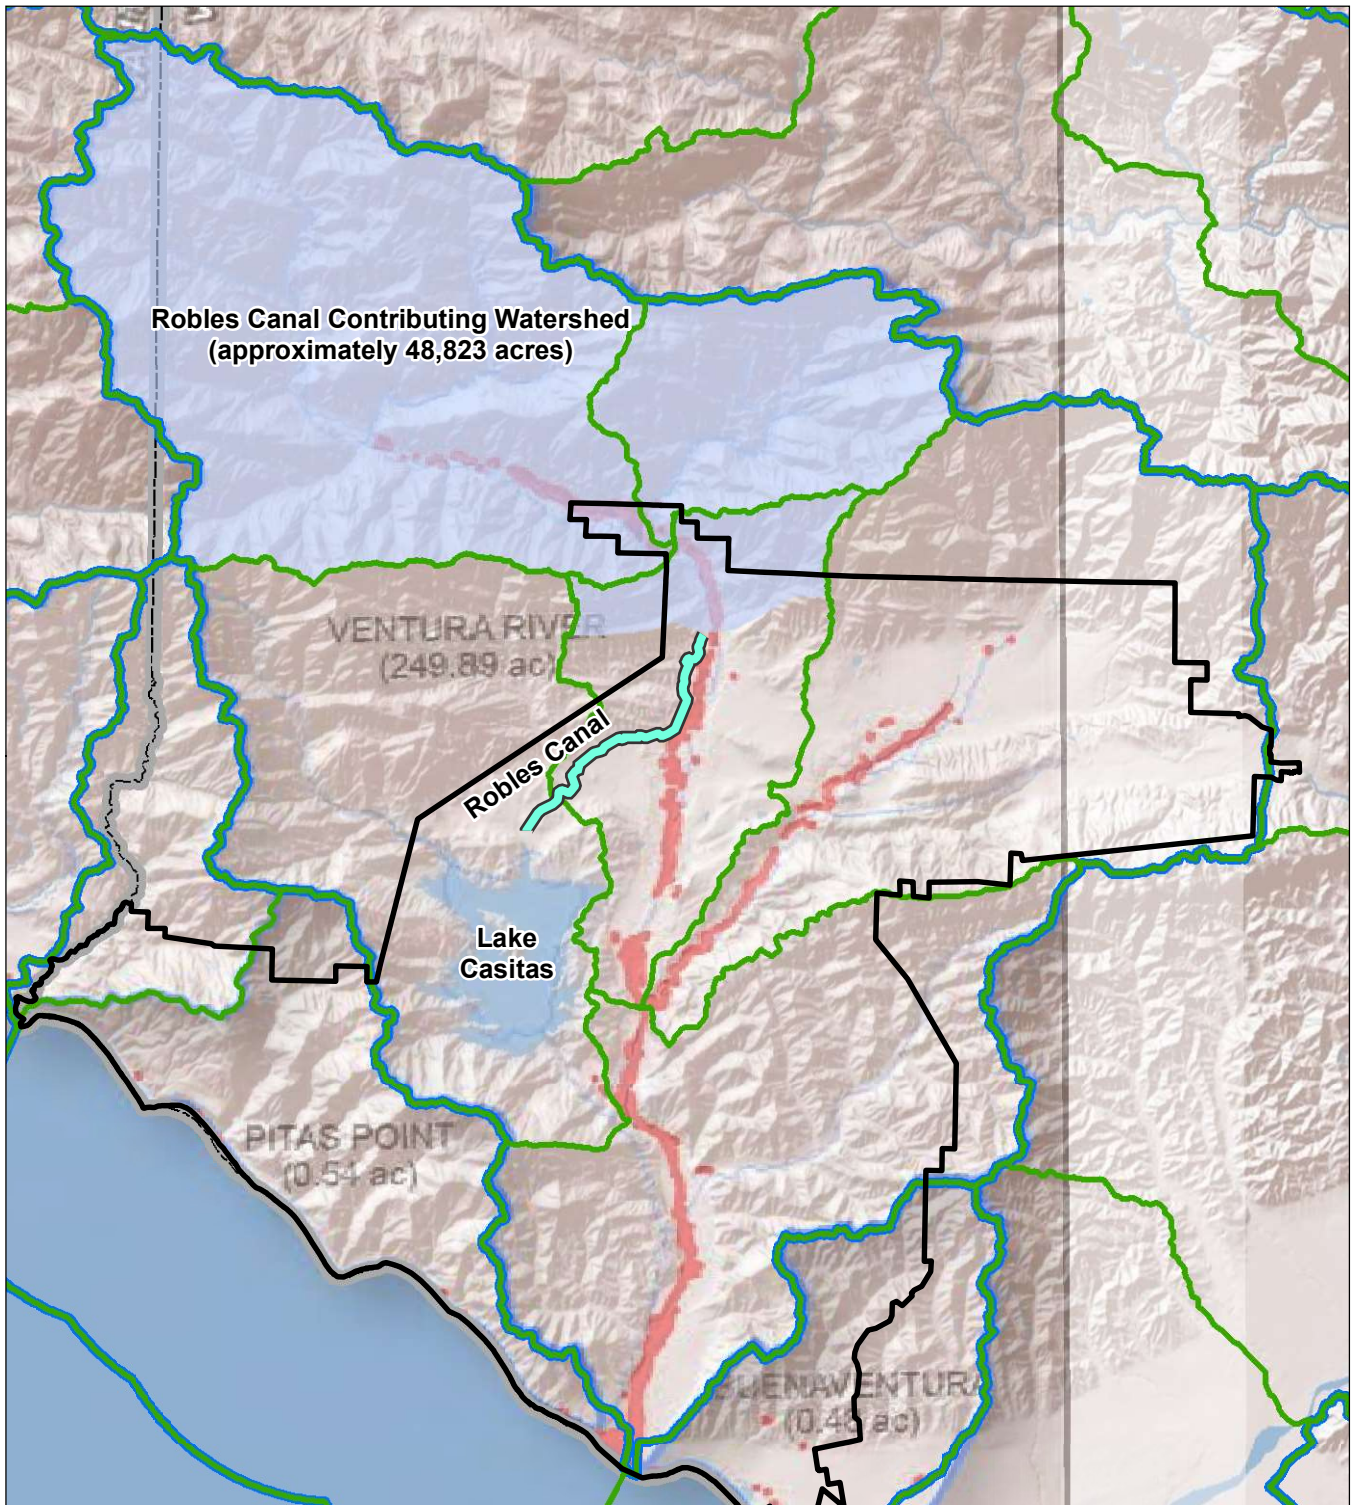 Robles Canal Contributing Watershed
(approximately 48,823 acres)
VENTURA RIVER
(249.89 ac)
Robles Canal
Lake
Casitas
PITAS POINT
(0.54 ac)
BUENAVENTURA
ac)